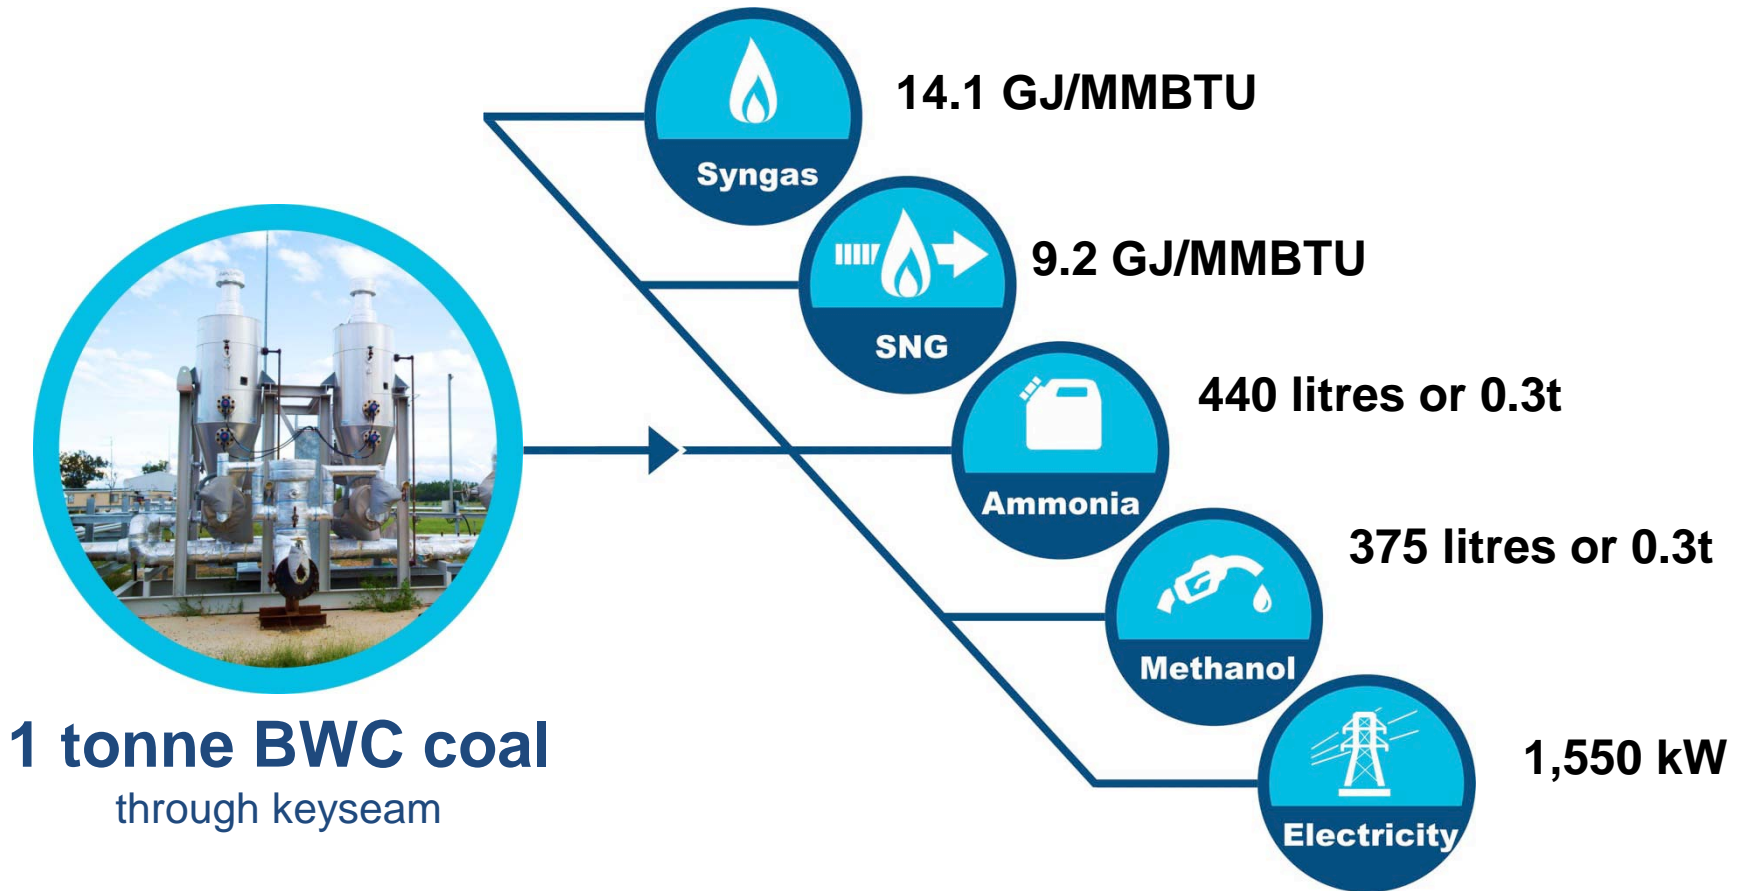 14.1 GJ/MMBTU
Syngas
9.2 GJ/MMBTU
SNG
440 litres or 0.3t
Ammonia
375 litres or 0.3t
Methanol
1 tonne BWC coal
through keyseam
1,550 kW
Electricity